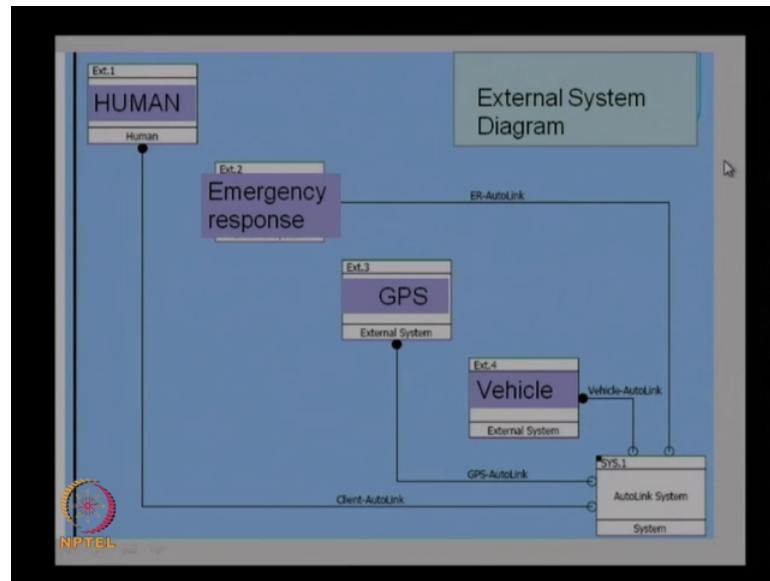 External System
Diagram
Ext.1
HUMAN
Human
Ext.2
Emergency
response
ER-AutoLink
Ext.3
GPS
External System
Ext.4
Vehicle
External System
Vehicle-AutoLink
GPS-AutoLink
Client-AutoLink
SYS.1
AutoLink System
System
NPTEL